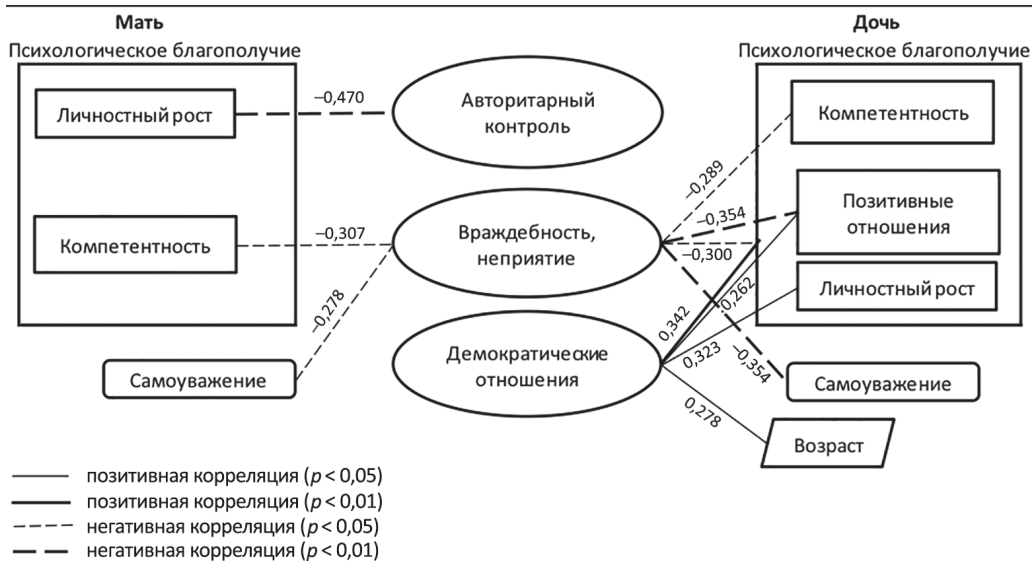 Мать
Психологическое благополучие
Личностный рост
Компетентность
Самоуважение
–0,470
–0,307
–0,278
Авторитарный
контроль
Враждебность,
неприятие
Демократические
отношения
–0,289
–0,354
–0,300
0,262
0,342
0,323
–0,354
0,278
Дочь
Психологическое благополучие
Компетентность
Позитивные
отношения
Личностный рост
Самоуважение
Возраст
позитивная корреляция (p < 0,05)
позитивная корреляция (p < 0,01)
негативная корреляция (p < 0,05)
негативная корреляция (p < 0,01)